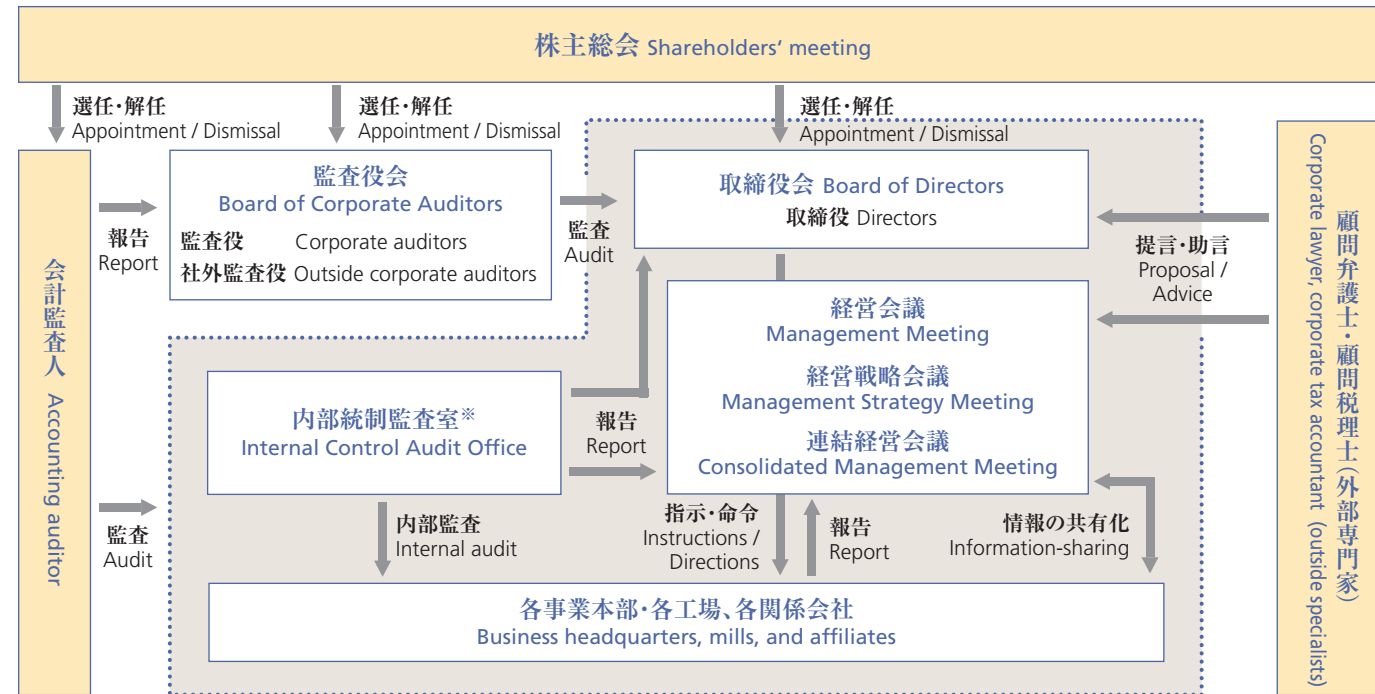 株主総会 Shareholders' meeting
選任・解任
Appointment / Dismissal
選任・解任
Appointment / Dismissal
選任・解任
Appointment / Dismissal
会計監査人 Accounting auditor
報告
Report
監査役会
Board of Corporate Auditors
監査役 Corporate auditors
社外監査役 Outside corporate auditors
監査
Audit
取締役会 Board of Directors
取締役 Directors
提言・助言
Proposal /
Advice
顧問弁護士・顧問税理士(外部専門家)
Corporate lawyer, corporate tax accountant (outside specialists)
経営会議
Management Meeting
経営戦略会議
Management Strategy Meeting
連結経営会議
Consolidated Management Meeting
内部統制監査室※
Internal Control Audit Office
報告
Report
監査
Audit
内部監査
Internal audit
指示・命令
Instructions /
Directions
報告
Report
情報の共有化
Information-sharing
各事業本部・各工場、各関係会社
Business headquarters, mills, and affiliates